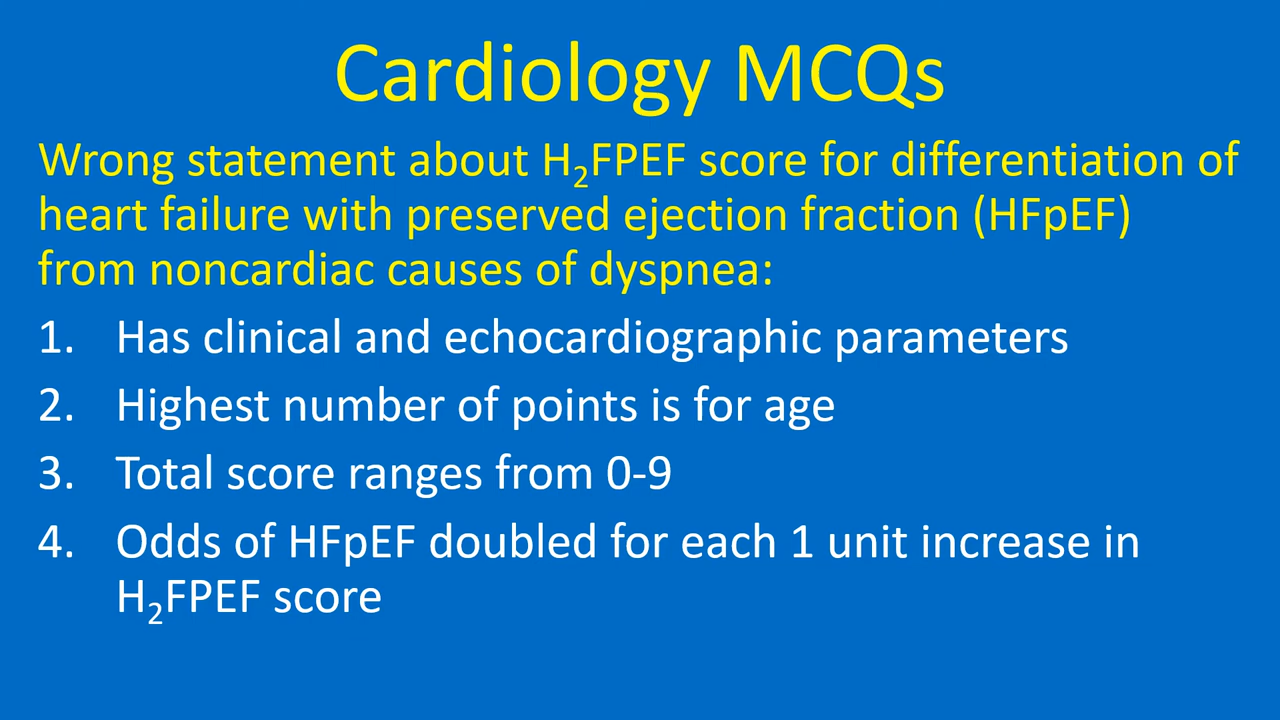 Cardiology MCQs
Wrong statement about H₂FPEF score for differentiation of
heart failure with preserved ejection fraction (HFpEF)
from noncardiac causes of dyspnea:
1. Has clinical and echocardiographic parameters
2. Highest number of points is for age
3. Total score ranges from 0-9
4. Odds of HFpEF doubled for each 1 unit increase in
H₂FPEF score